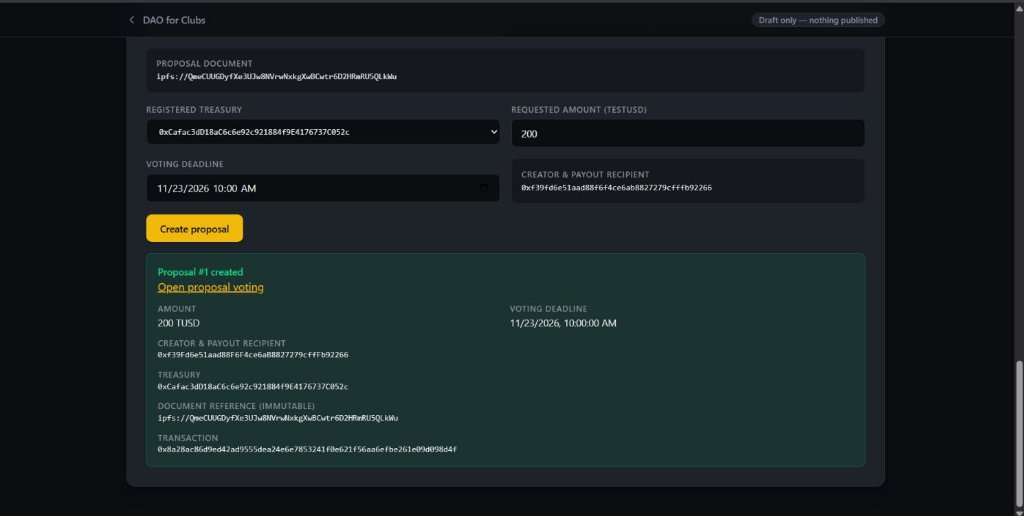 DAO for Clubs
Draft only — nothing published
PROPOSAL DOCUMENT
ipfs://QmeCUUGDyfXe3UJw8NVrwNxkgXwBCwtr6D2HRmRU5QLkWu
REGISTERED TREASURY
REQUESTED AMOUNT (TESTUSD)
0xCafac3dD18aC6c6e92c921884f9E4176737C052c
200
VOTING DEADLINE
11/23/2026 10:00 AM
CREATOR & PAYOUT RECIPIENT
0xf39fd6e51aad88f6f4ce6ab8827279cfffb92266
Create proposal
Proposal #1 created
Open proposal voting
AMOUNT
VOTING DEADLINE
200 TUSD
11/23/2026, 10:00:00 AM
CREATOR & PAYOUT RECIPIENT
0xf39Fd6e51aad88F6F4ce6aB8827279cffFb92266
TREASURY
0xCafac3dD18aC6c6e92c921884f9E4176737C052c
DOCUMENT REFERENCE (IMMUTABLE)
ipfs://QmeCUUGDyfXe3UJw8NVrwNxkgXwBCwtr6D2HRmRU5QLkWu
TRANSACTION
0x8a28ac86d9ed42ad9555dea24e6e7853241f0e621f56aa6efbe261e09d098d4f